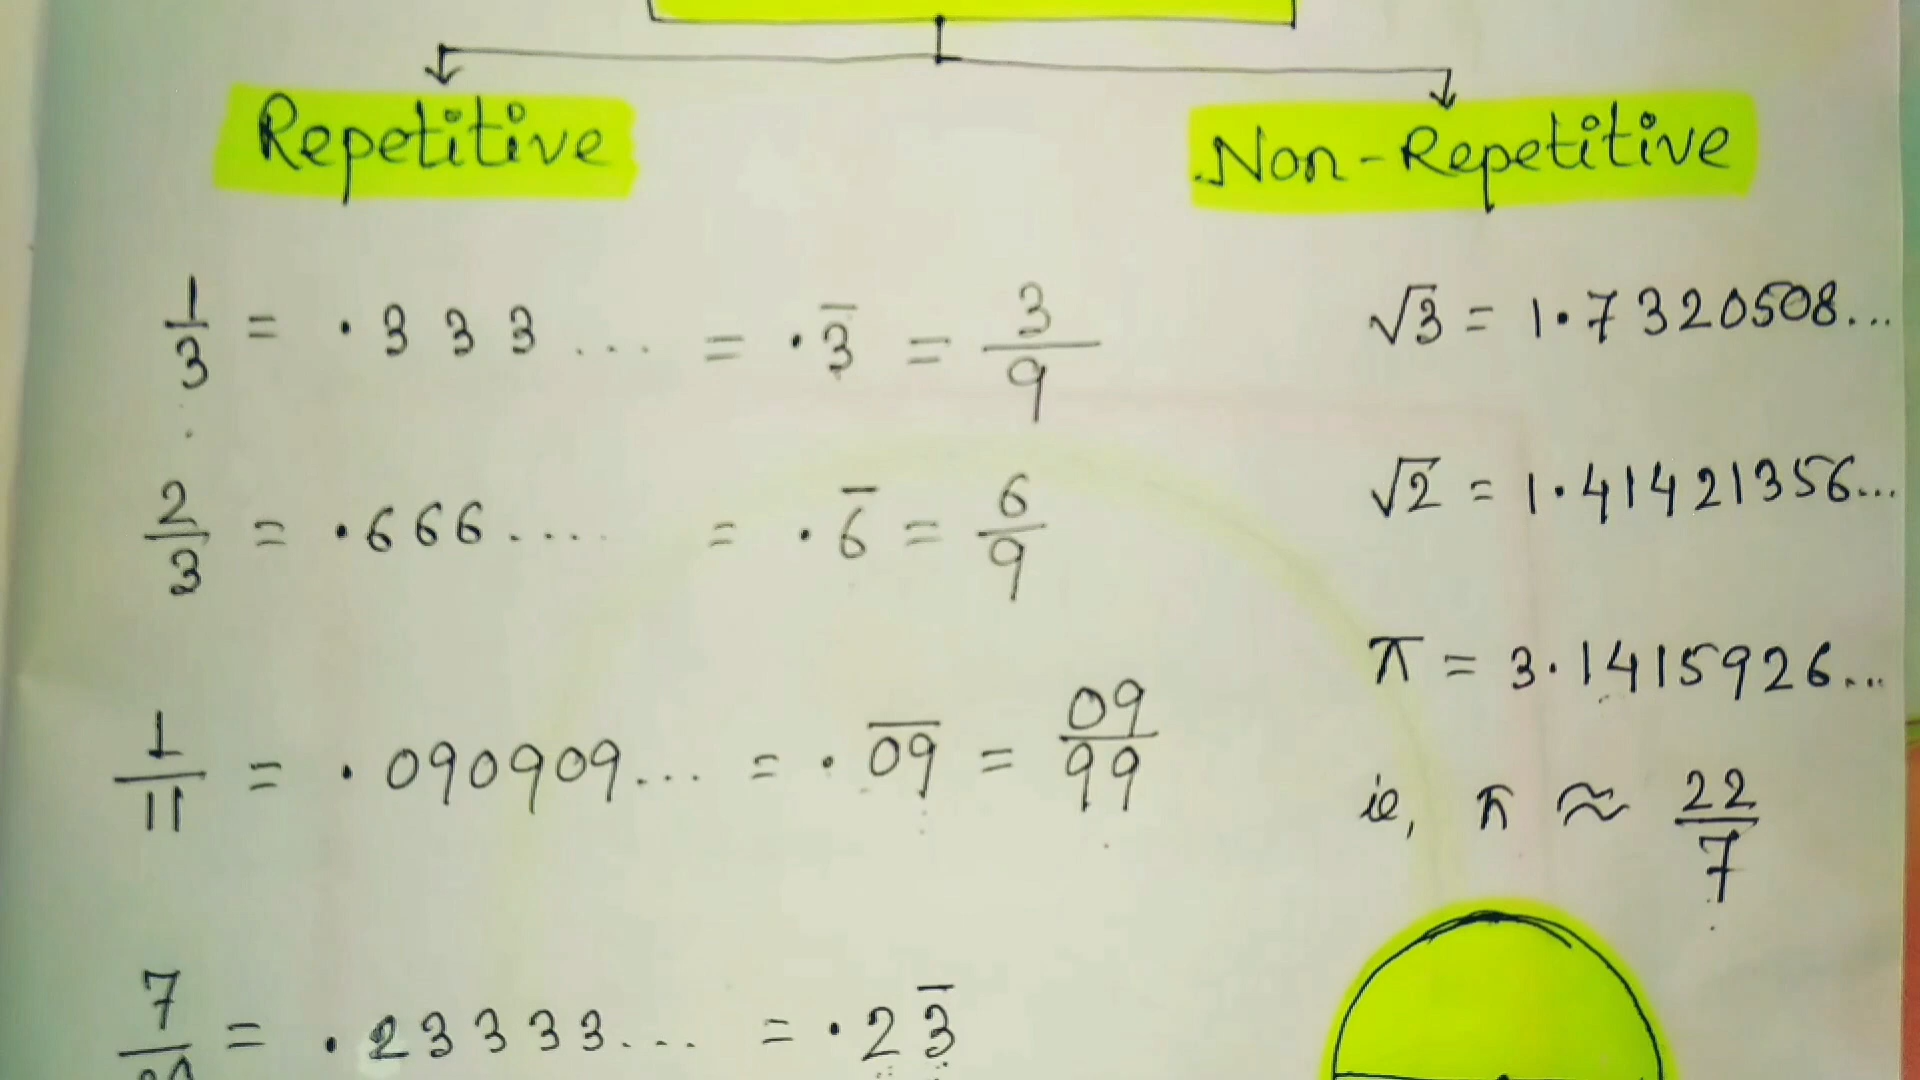 Repetitive
Non-Repetitive
1/3 = .333... = .3̅ = 3/9
√3 = 1.7320508...
2/3 = .666.... = .6̅ = 6/9
√2 = 1.41421356...
1/11 = .090909... = .0̅9̅ = 09/99
π = 3.1415926...
ie, π ≈ 22/7
7/ = .23333... = .23̅